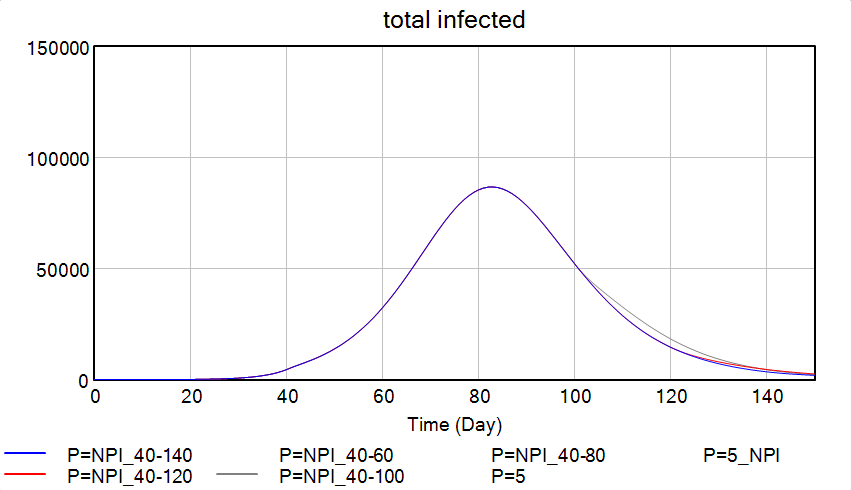 total infected
150000
100000
50000
0
0 20 40 60 80 100 120 140
Time (Day)
P=NPI_40-140 P=NPI_40-60 P=NPI_40-80 P=5_NPI
P=NPI_40-120 P=NPI_40-100 P=5